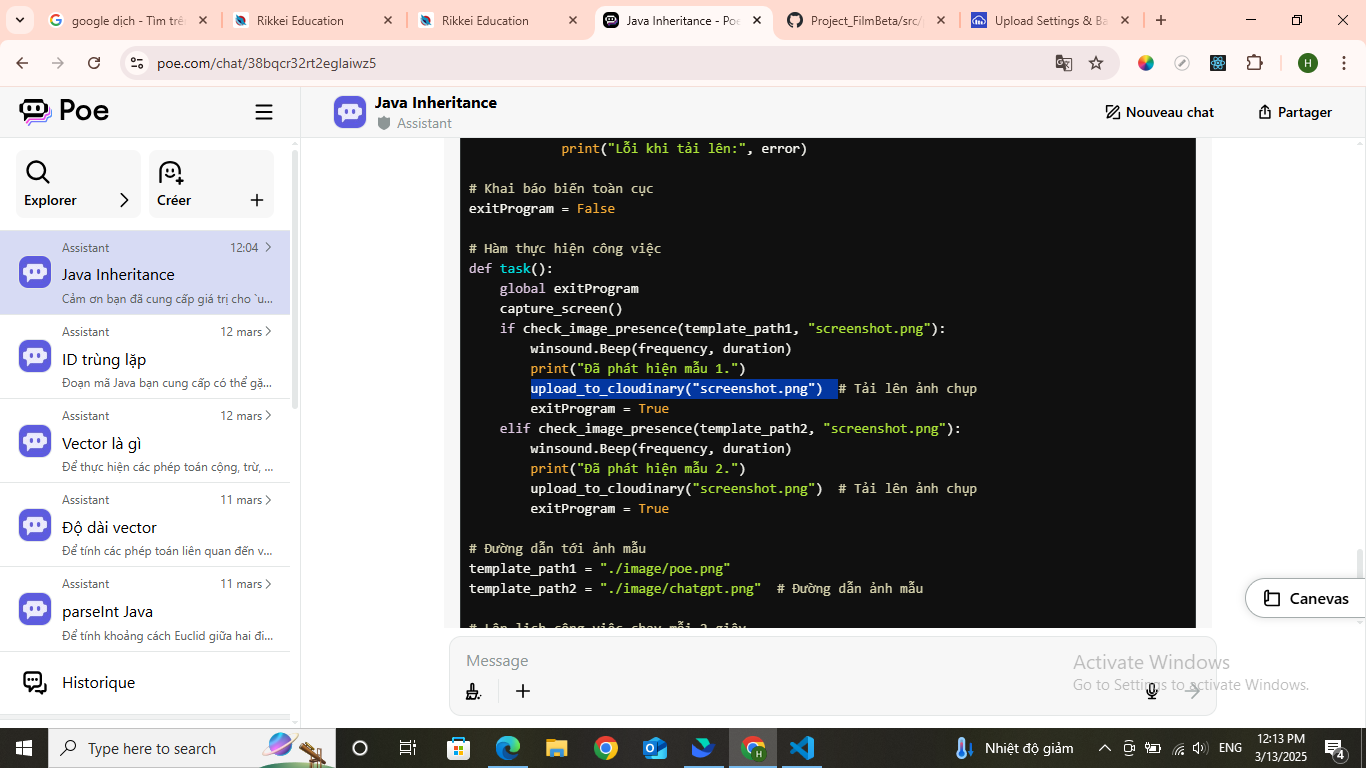 google dịch - Tìm trê
Rikkei Education
Rikkei Education
Java Inheritance - Poe
Project_FilmBeta/src/
Upload Settings & Ba
poe.com/chat/38bqcr32rt2eglaiwz5
H
Poe
Java Inheritance
Assistant
Nouveau chat
Partager
Explorer
Créer
Assistant 12:04
Java Inheritance
Cảm ơn bạn đã cung cấp giá trị cho `u...
Assistant 12 mars
ID trùng lặp
Đoạn mã Java bạn cung cấp có thể gặ...
Assistant 12 mars
Vector là gì
Để thực hiện các phép toán cộng, trừ, ...
Assistant 11 mars
Độ dài vector
Để tính các phép toán liên quan đến v...
Assistant 11 mars
parseInt Java
Để tính khoảng cách Euclid giữa hai đi...
Historique
print("Lỗi khi tải lên:", error)
# Khai báo biến toàn cục
exitProgram = False
# Hàm thực hiện công việc
def task():
global exitProgram
capture_screen()
if check_image_presence(template_path1, "screenshot.png"):
winsound.Beep(frequency, duration)
print("Đã phát hiện mẫu 1.")
upload_to_cloudinary("screenshot.png")  # Tải lên ảnh chụp
exitProgram = True
elif check_image_presence(template_path2, "screenshot.png"):
winsound.Beep(frequency, duration)
print("Đã phát hiện mẫu 2.")
upload_to_cloudinary("screenshot.png")  # Tải lên ảnh chụp
exitProgram = True
# Đường dẫn tới ảnh mẫu
template_path1 = "./image/poe.png"
template_path2 = "./image/chatgpt.png"  # Đường dẫn ảnh mẫu
# Lên lịch công việc chạy mỗi 2 giây
Canevas
Message
Activate Windows
Go to Settings to activate Windows.
Type here to search
Nhiệt độ giảm
ENG
12:13 PM
3/13/2025
4
H